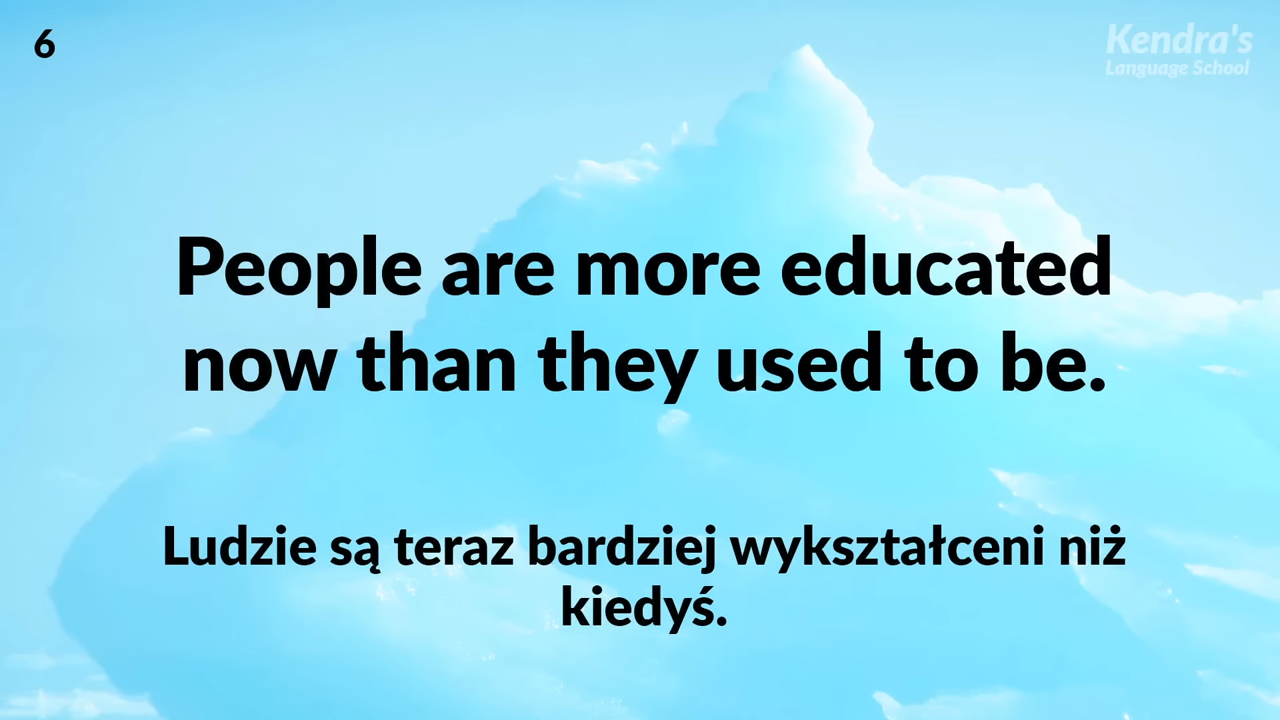 6
Kendra's
Language School
People are more educated
now than they used to be.
Ludzie są teraz bardziej wykształceni niż
kiedyś.